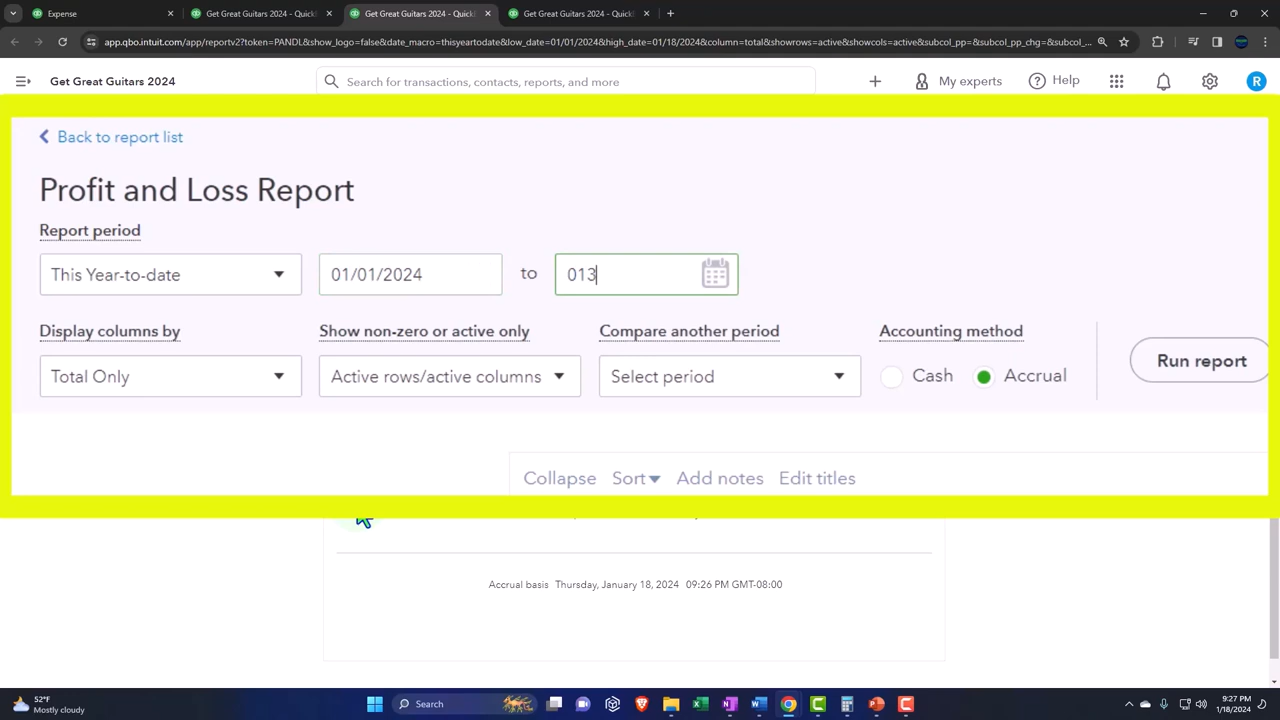 Expense
Get Great Guitars 2024 - QuickB
Get Great Guitars 2024 - Quick
Get Great Guitars 2024 - QuickB
app.qbo.intuit.com/app/reportv2?token=PANDL&show_logo=false&date_macro=thisyeartodate&low_date=01/01/2024&high_date=01/18/2024&column=total&showrows=active&showcols=active&subcol_pp=&subcol_pp_chg=&subcol_...
Get Great Guitars 2024
Search for transactions, contacts, reports, and more
My experts
Help
R
Back to report list
Profit and Loss Report
Report period
This Year-to-date 01/01/2024 to 013
Display columns by Show non-zero or active only Compare another period Accounting method
Total Only Active rows/active columns Select period Cash Accrual Run report
Collapse Sort Add notes Edit titles
Accrual basis Thursday, January 18, 2024 09:26 PM GMT-08:00
52°F
Mostly cloudy
Search
9:27 PM
1/18/2024